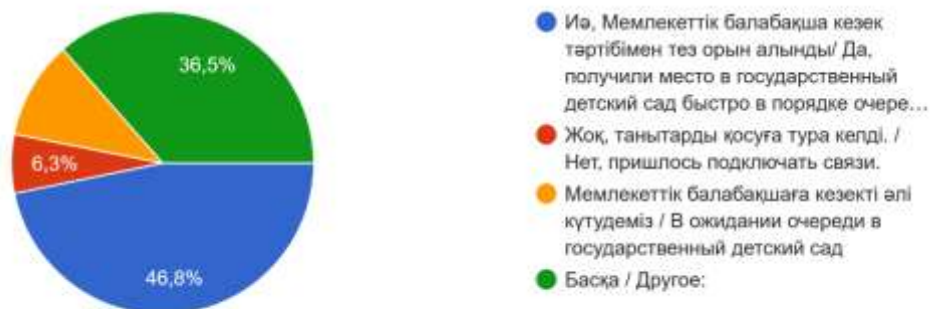 36,5%
6,3%
46,8%
Иә, Мемлекеттік балабақша кезек
тәртібімен тез орын алынды/ Да,
получили место в государственный
детский сад быстро в порядке очере…
Жоқ, танытарды қосуға тура келді. /
Нет, пришлось подключать связи.
Мемлекеттік балабақшаға кезекті әлі
күтудеміз / В ожидании очереди в
государственный детский сад
Басқа / Другое: